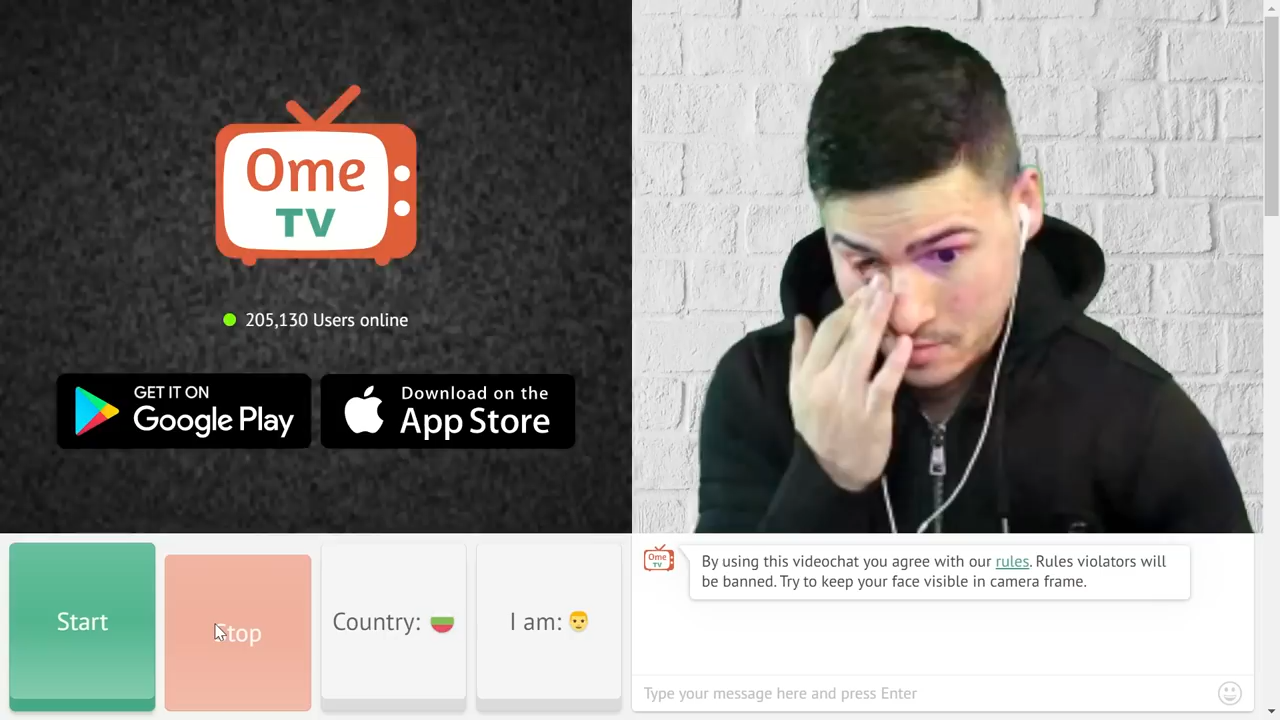 Ome
TV
205,130 Users online
GET IT ON
Google Play
Download on the
App Store
Start
Stop
Country:
I am:
Ome
TV
By using this videochat you agree with our rules. Rules violators will
be banned. Try to keep your face visible in camera frame.
Type your message here and press Enter